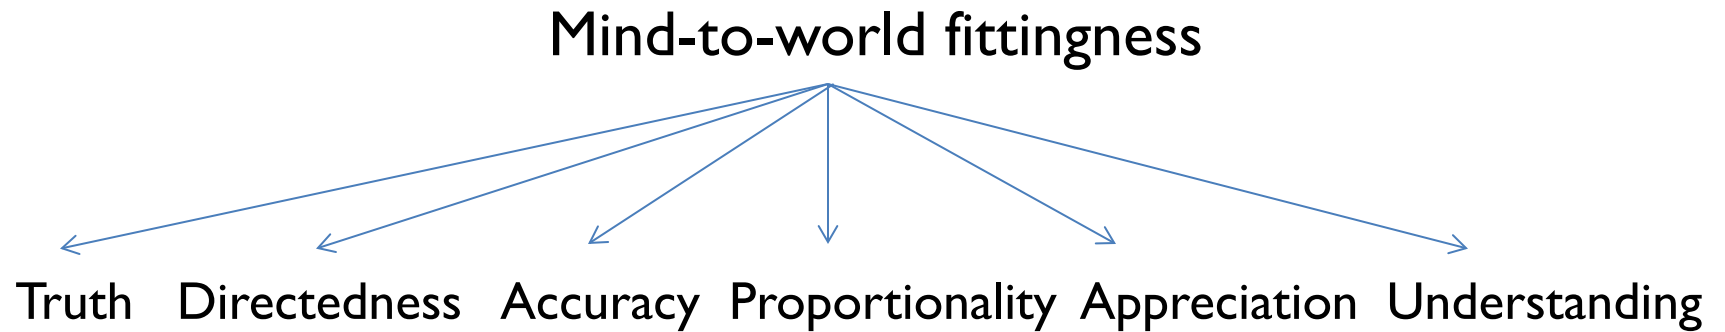 Mind-to-world fittingness
Truth Directedness Accuracy Proportionality Appreciation Understanding